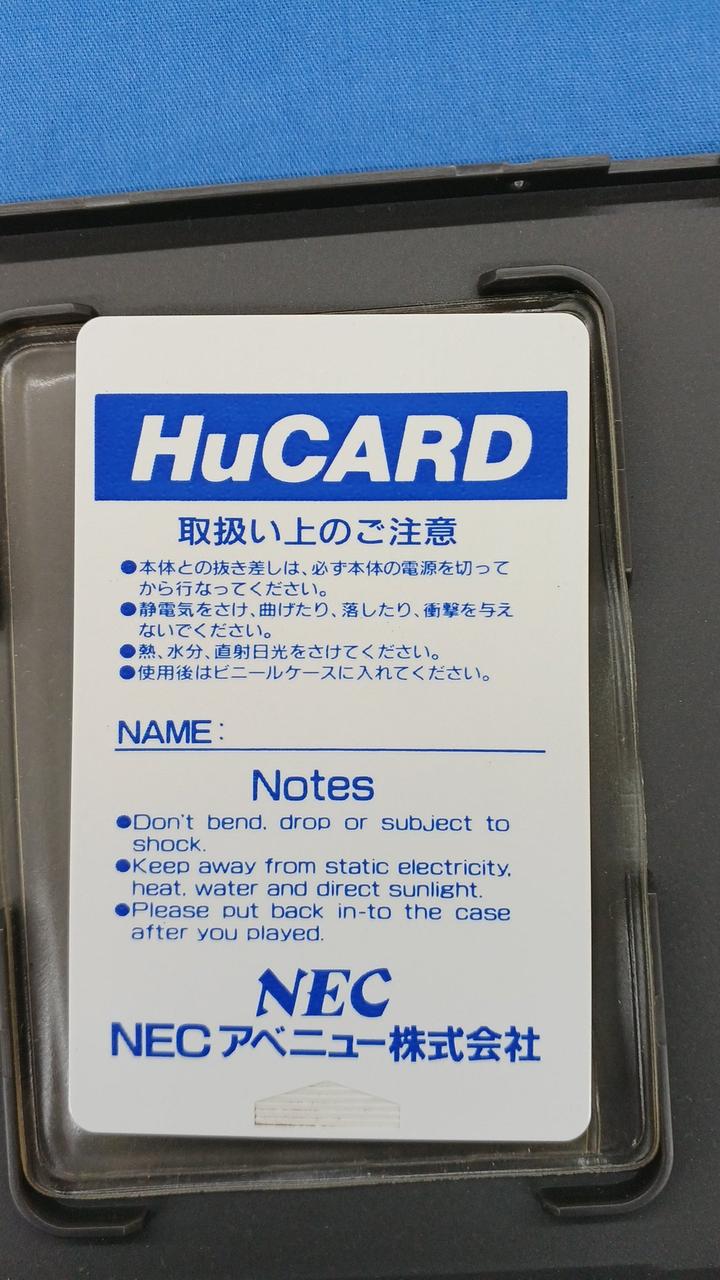 HuCARD
取扱い上のご注意
●本体との抜き差しは、必ず本体の電源を切って
から行なってください。
●静電気をさけ、曲げたり、落したり、衝撃を与え
ないでください。
●熱、水分、直射日光をさけてください。
●使用後はビニールケースに入れてください。
NAME:
Notes
●Don't bend, drop or subject to
shock.
●Keep away from static electricity,
heat, water and direct sunlight.
●Please put back in-to the case
after you played.
NEC
NECアベニュー株式会社